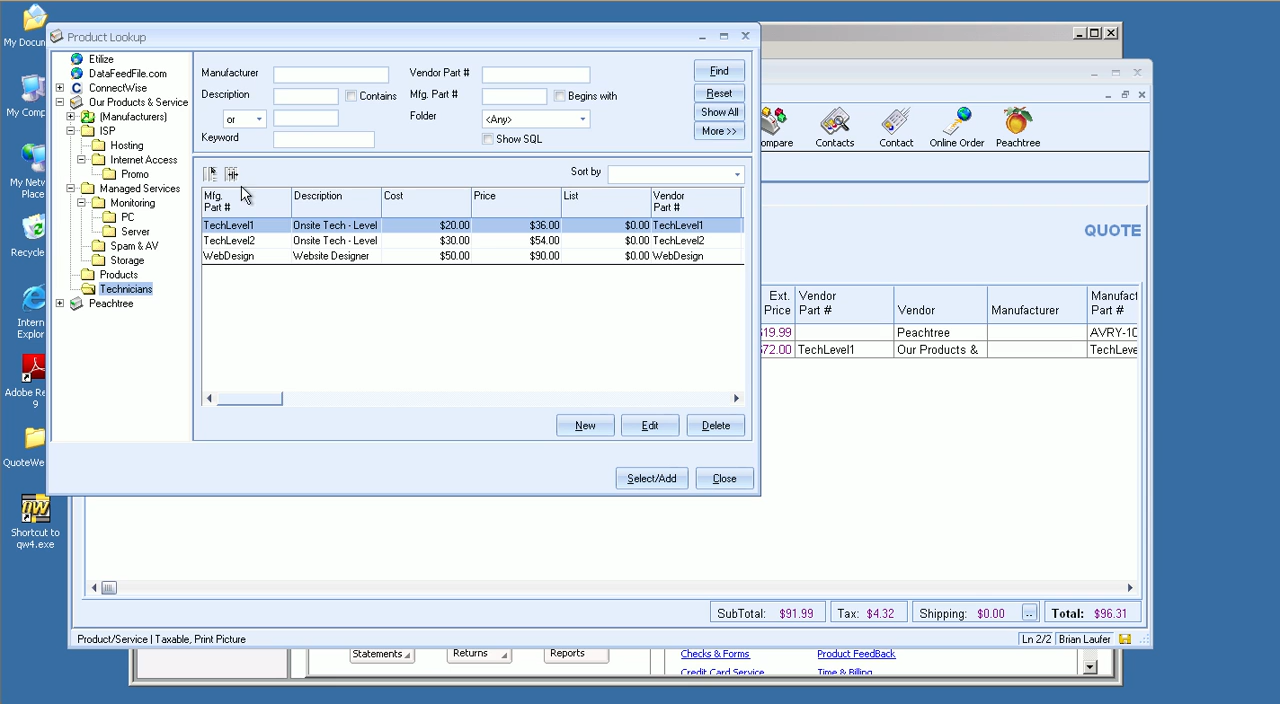 My Docum
My Comp
My Netw
Place
Recycle
Intern
Explor
Adobe Re
9
QuoteWe
Shortcut to
qw4.exe
Product Lookup
Etilize
DataFeedFile.com
ConnectWise
Our Products & Service
(Manufacturers)
ISP
Hosting
Internet Access
Promo
Managed Services
Monitoring
PC
Server
Spam & AV
Storage
Products
Technicians
Peachtree
Manufacturer
Vendor Part #
Find
Description
Contains
Mfg. Part #
Begins with
Reset
or
Folder
<Any>
Show All
Keyword
Show SQL
More >>
Sort by
Mfg. Part # Description Cost Price List Vendor Part #
TechLevel1 Onsite Tech - Level $20.00 $36.00 $0.00 TechLevel1
TechLevel2 Onsite Tech - Level $30.00 $54.00 $0.00 TechLevel2
WebDesign Website Designer $50.00 $90.00 $0.00 WebDesign
New Edit Delete
Select/Add Close
ompare Contacts Contact Online Order Peachtree
QUOTE
Ext. Price Vendor Part # Vendor Manufacturer Manufact Part #
19.99 Peachtree AVRY-10
72.00 TechLevel1 Our Products & TechLeve
SubTotal: $91.99 Tax: $4.32 Shipping: $0.00 .. Total: $96.31
Product/Service | Taxable, Print Picture
Ln 2/2 Brian Laufer
Statements Returns Reports
Checks & Forms Product FeedBack
Credit Card Service Time & Billing